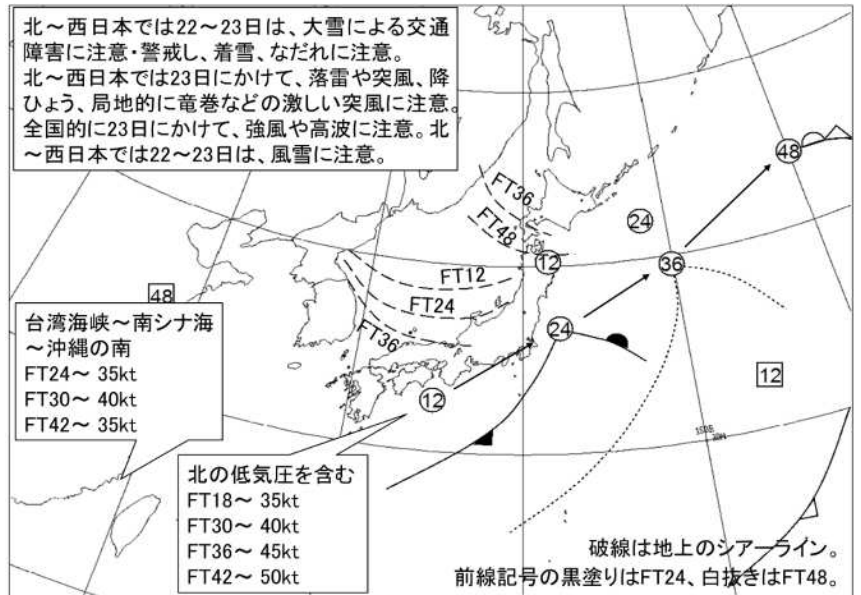 北～西日本では22～23日は、大雪による交通
障害に注意・警戒し、着雪、なだれに注意。
北～西日本では23日にかけて、落雷や突風、降
ひょう、局地的に竜巻などの激しい突風に注意。
全国的に23日にかけて、強風や高波に注意。北
～西日本では22～23日は、風雪に注意。
48
FT36
24
FT48
12
36
FT12
48
FT24
24
FT36
12
12
台湾海峡～南シナ海
～沖縄の南
FT24～ 35kt
FT30～ 40kt
FT42～ 35kt
150E
30N
北の低気圧を含む
FT18～ 35kt
FT30～ 40kt
FT36～ 45kt
FT42～ 50kt
破線は地上のシアーライン。
前線記号の黒塗りはFT24、白抜きはFT48。